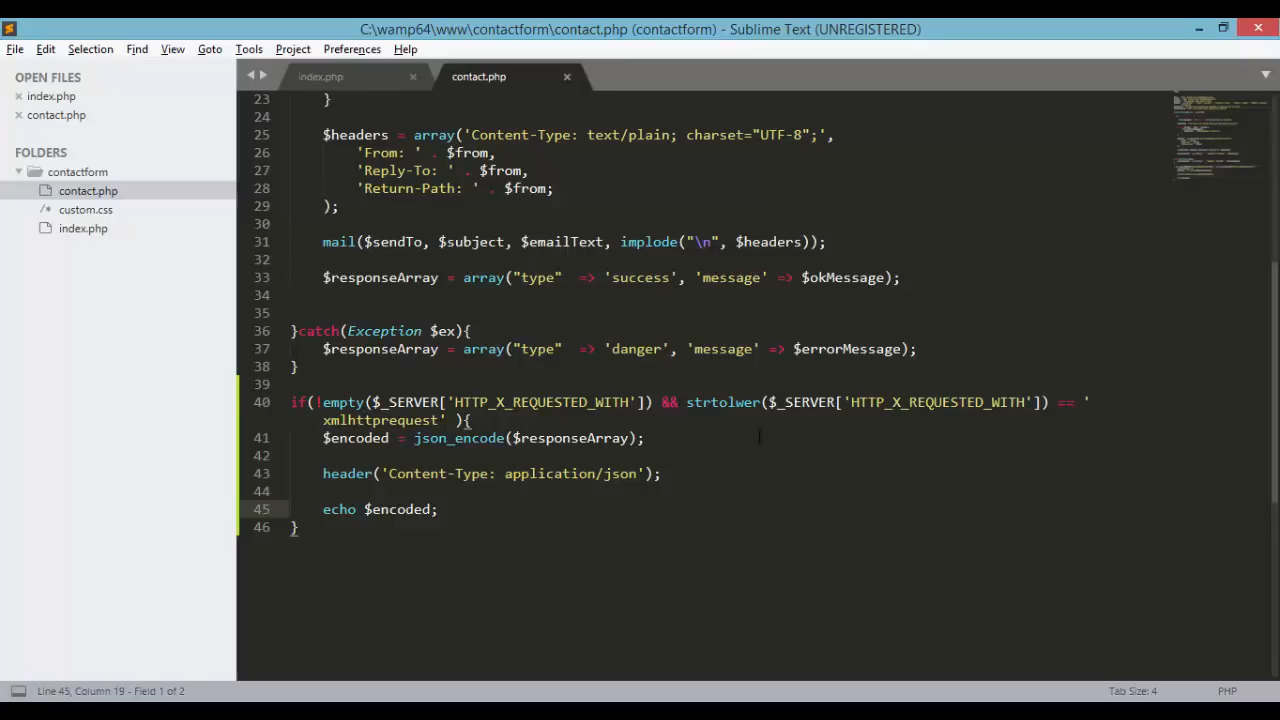 C:\wamp64\www\contactform\contact.php (contactform) - Sublime Text (UNREGISTERED)
File Edit Selection Find View Goto Tools Project Preferences Help
OPEN FILES
index.php
contact.php
FOLDERS
contactform
contact.php
/* custom.css
index.php
index.php contact.php
23 }
24
25 $headers = array('Content-Type: text/plain; charset="UTF-8";',
26 'From: ' . $from,
27 'Reply-To: ' . $from,
28 'Return-Path: ' . $from;
29 );
30
31 mail($sendTo, $subject, $emailText, implode("\n", $headers));
32
33 $responseArray = array("type"  => 'success', 'message' => $okMessage);
34
35
36 }catch(Exception $ex){
37 $responseArray = array("type"  => 'danger', 'message' => $errorMessage);
38 }
39
40 if(!empty($_SERVER['HTTP_X_REQUESTED_WITH']) && strtolwer($_SERVER['HTTP_X_REQUESTED_WITH']) == '
xmlhttprequest' ){
41 $encoded = json_encode($responseArray);
42
43 header('Content-Type: application/json');
44
45 echo $encoded;
46 }
Line 45, Column 19 - Field 1 of 2
Tab Size: 4
PHP